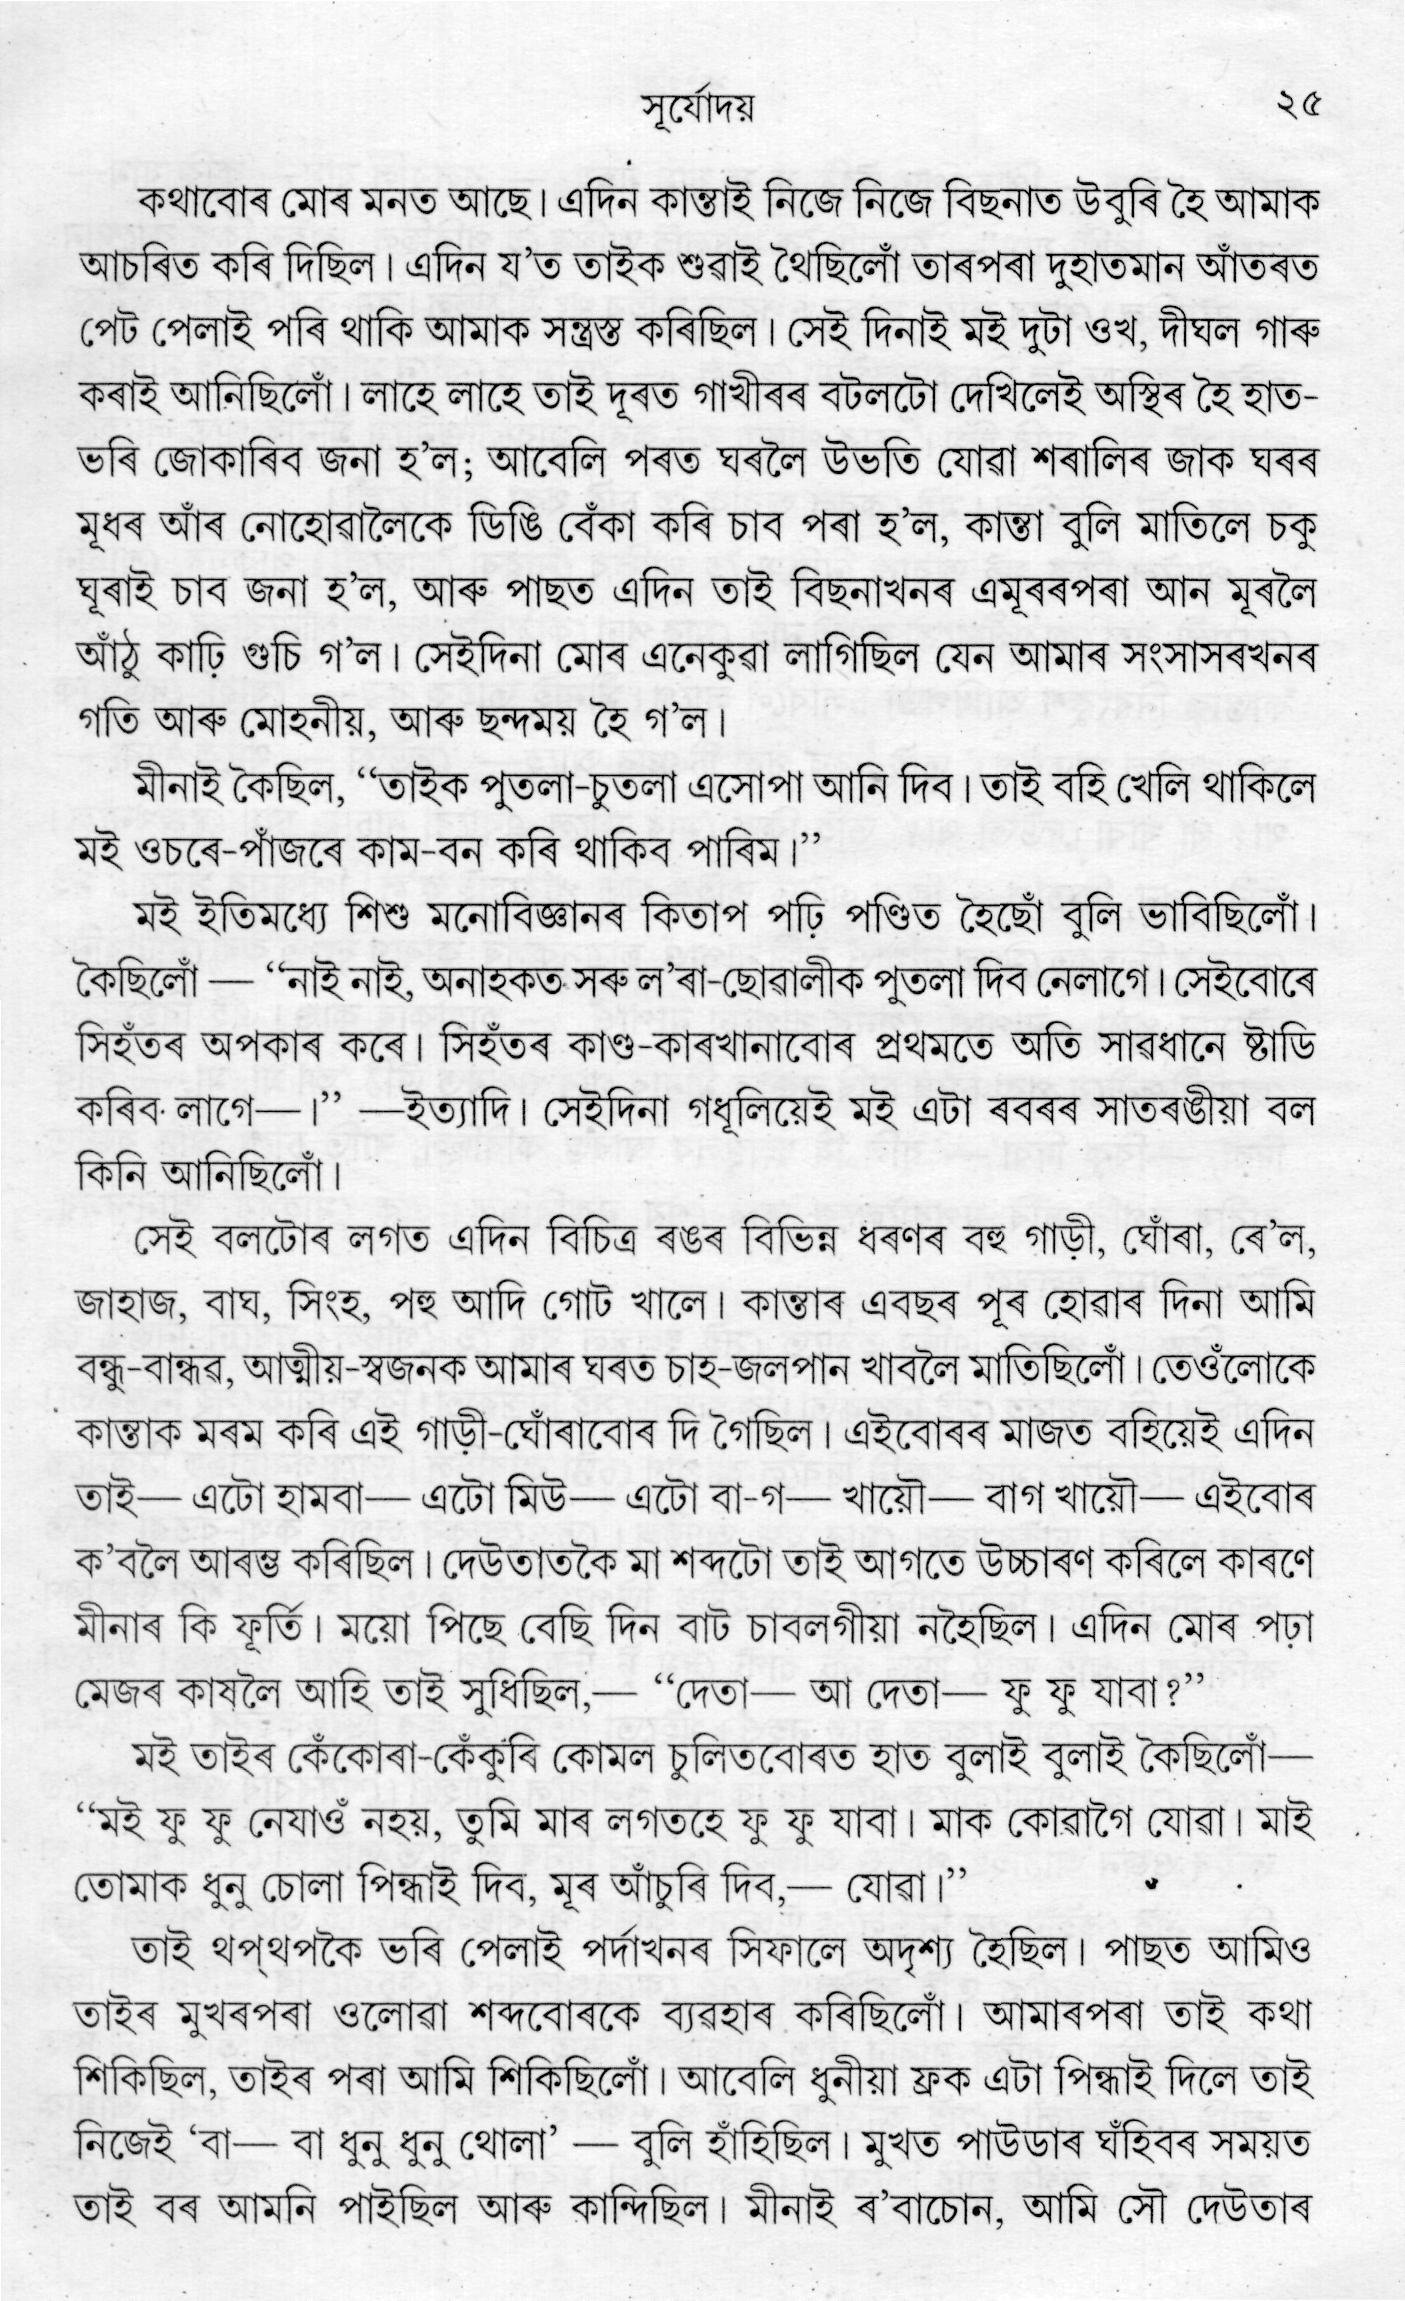 সূৰ্যোদয় ২৫
কথাবোৰ মোৰ মনত আছে। এদিন কান্তাই নিজে নিজে বিছনাত উবুৰি হৈ আমাক
আচৰিত কৰি দিছিল। এদিন য’ত তাইক শুৱাই থৈছিলোঁ তাৰপৰা দুহাতমান আঁতৰত
পেট পেলাই পৰি থাকি আমাক সন্ত্ৰস্ত কৰিছিল। সেই দিনাই মই দুটা ওখ, দীঘল গাৰু
কৰাই আনিছিলোঁ। লাহে লাহে তাই দূৰত গাখীৰৰ বটলটো দেখিলেই অস্থিৰ হৈ হাত-
ভৰি জোকাৰিব জনা হ’ল; আবেলি পৰত ঘৰলৈ উভতি যোৱা শৰালিৰ জাক ঘৰৰ
মূধৰ আঁৰ নোহোৱালৈকে ডিঙি বেঁকা কৰি চাব পৰা হ’ল, কান্তা বুলি মাতিলে চকু
ঘূৰাই চাব জনা হ’ল, আৰু পাছত এদিন তাই বিছনাখনৰ এমূৰৰপৰা আন মূৰলৈ
আঁঠু কাঢ়ি গুচি গ’ল। সেইদিনা মোৰ এনেকুৱা লাগিছিল যেন আমাৰ সংসাসৰখনৰ
গতি আৰু মোহনীয়, আৰু ছন্দময় হৈ গ’ল।
মীনাই কৈছিল, “তাইক পুতলা-চুতলা এসোপা আনি দিব। তাই বহি খেলি থাকিলে
মই ওচৰে-পাঁজৰে কাম-বন কৰি থাকিব পাৰিম।”
মই ইতিমধ্যে শিশু মনোবিজ্ঞানৰ কিতাপ পঢ়ি পণ্ডিত হৈছোঁ বুলি ভাবিছিলোঁ।
কৈছিলোঁ — “নাই নাই, অনাহকত সৰু ল’ৰা-ছোৱালীক পুতলা দিব নেলাগে। সেইবোৰে
সিহঁতৰ অপকাৰ কৰে। সিহঁতৰ কাণ্ড-কাৰখানাবোৰ প্ৰথমতে অতি সাৱধানে ষ্টাডি
কৰিব লাগে—।” —ইত্যাদি। সেইদিনা গধূলিয়েই মই এটা ৰবৰৰ সাতৰঙীয়া বল
কিনি আনিছিলোঁ।
সেই বলটোৰ লগত এদিন বিচিত্ৰ ৰঙৰ বিভিন্ন ধৰণৰ বহু গাড়ী, ঘোঁৰা, ৰে’ল,
জাহাজ, বাঘ, সিংহ, পহু আদি গোট খালে। কান্তাৰ এবছৰ পূৰ হোৱাৰ দিনা আমি
বন্ধু-বান্ধৱ, আত্মীয়-স্বজনক আমাৰ ঘৰত চাহ-জলপান খাবলৈ মাতিছিলোঁ। তেওঁলোকে
কান্তাক মৰম কৰি এই গাড়ী-ঘোঁৰাবোৰ দি গৈছিল। এইবোৰৰ মাজত বহিয়েই এদিন
তাই— এটো হামবা— এটো মিউ— এটো বা-গ— খায়ৌ— বাগ খায়ৌ— এইবোৰ
ক’বলৈ আৰম্ভ কৰিছিল। দেউতাতকৈ মা শব্দটো তাই আগতে উচ্চাৰণ কৰিলে কাৰণে
মীনাৰ কি ফূৰ্তি। ময়ো পিছে বেছি দিন বাট চাবলগীয়া নহৈছিল। এদিন মোৰ পঢ়া
মেজৰ কাষলৈ আহি তাই সুধিছিল,— “দেতা— আ দেতা— ফু ফু যাবা?”
মই তাইৰ কেঁকোৰা-কেঁকুঁৰি কোমল চুলিতবোৰত হাত বুলাই বুলাই কৈছিলোঁ—
“মই ফু ফু নেযাওঁ নহয়, তুমি মাৰ লগতহে ফু ফু যাবা। মাক কোৱাগৈ যোৱা। মাই
তোমাক ধুনু চোলা পিন্ধাই দিব, মূৰ আঁচুৰি দিব,— যোৱা।”
তাই থপ্‌থপকৈ ভৰি পেলাই পৰ্দাখনৰ সিফালে অদৃশ্য হৈছিল। পাছত আমিও
তাইৰ মুখৰপৰা ওলোৱা শব্দবোৰকে ব্যৱহাৰ কৰিছিলোঁ। আমাৰপৰা তাই কথা
শিকিছিল, তাইৰ পৰা আমি শিকিছিলোঁ। আবেলি ধুনীয়া ফ্ৰক এটা পিন্ধাই দিলে তাই
নিজেই ‘বা— বা ধুনু ধুনু থোলা’ — বুলি হাঁহিছিল। মুখত পাউডাৰ ঘঁহিবৰ সময়ত
তাই বৰ আমনি পাইছিল আৰু কান্দিছিল। মীনাই ৰ’বাচোন, আমি সৌ দেউতাৰ